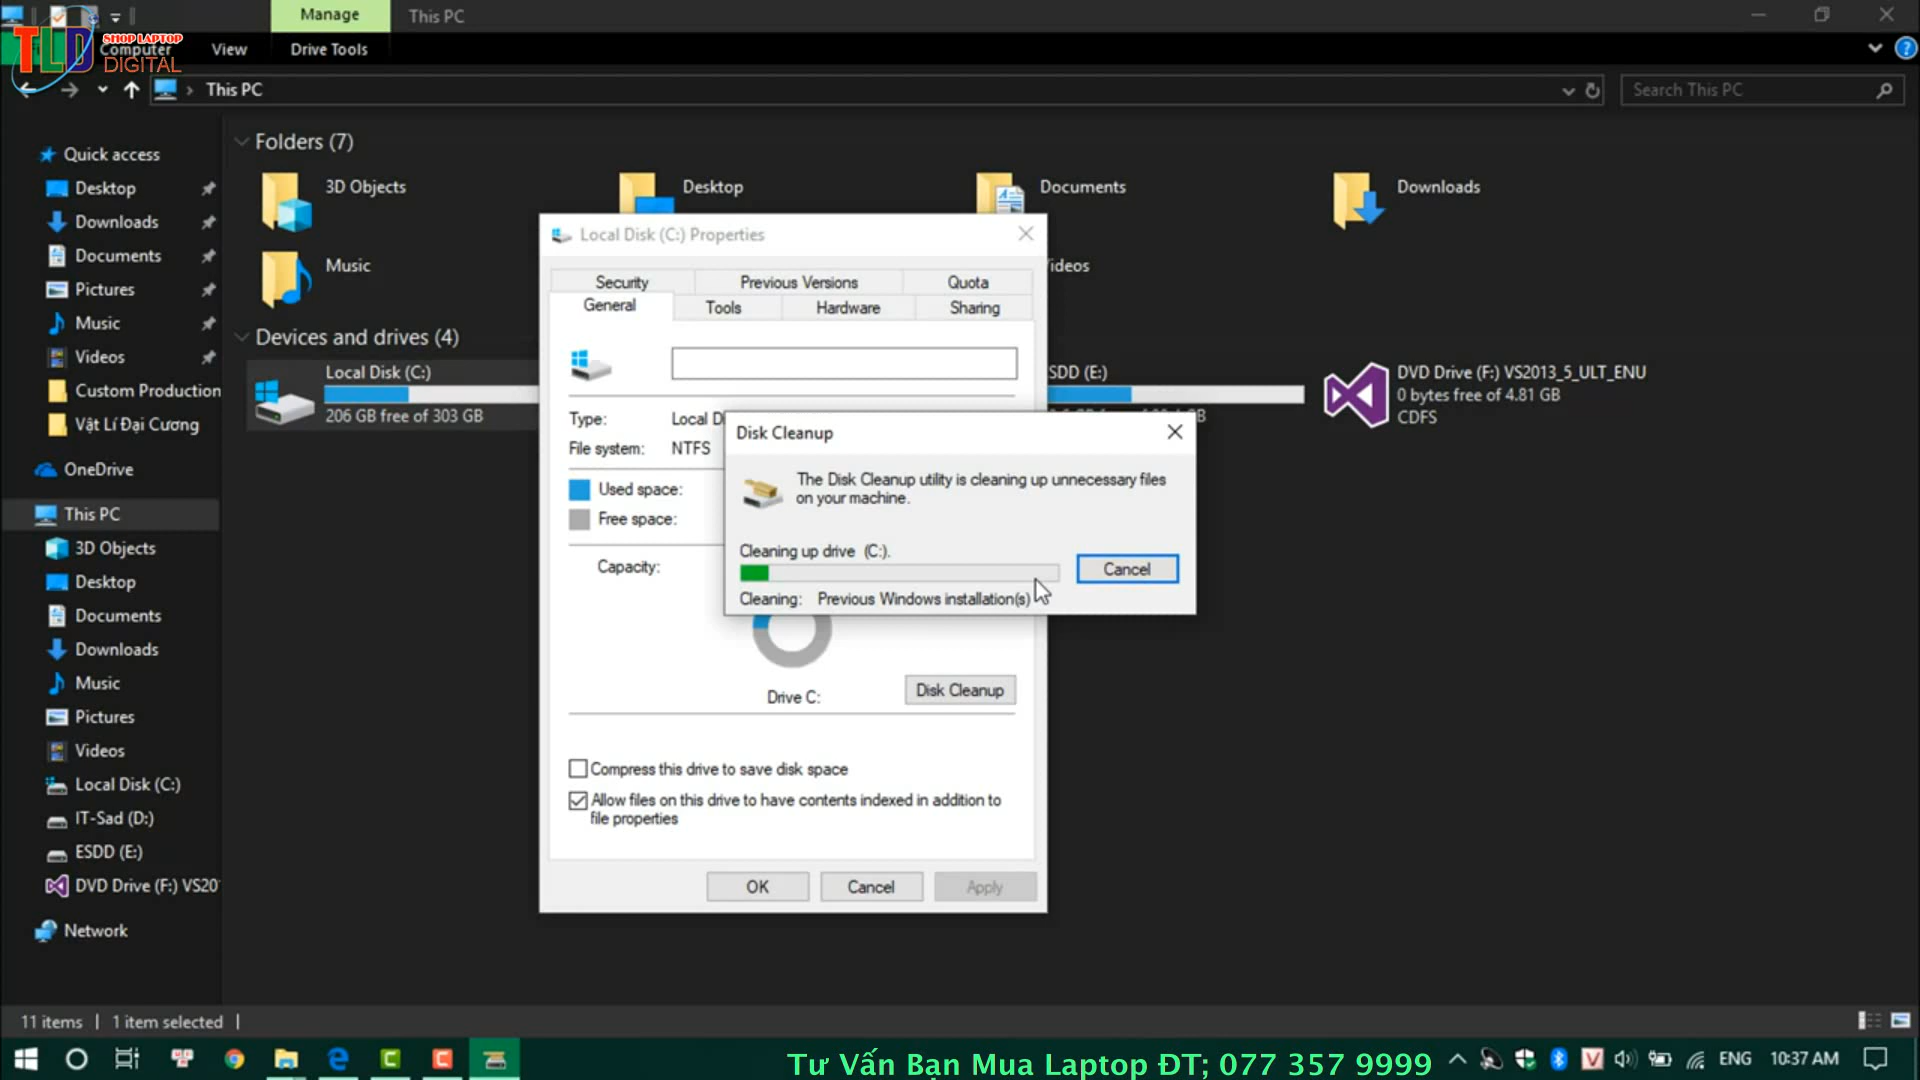 Manage
This PC
TLD
SHOP LAPTOP
DIGITAL
Computer
View
Drive Tools
This PC
Search This PC
Quick access
Desktop
Downloads
Documents
Pictures
Music
Videos
Custom Production
Vật Lí Đại Cương
OneDrive
This PC
3D Objects
Desktop
Documents
Downloads
Music
Pictures
Videos
Local Disk (C:)
IT-Sad (D:)
ESDD (E:)
DVD Drive (F:) VS20
Network
Folders (7)
3D Objects
Desktop
Documents
Downloads
Music
ideos
Devices and drives (4)
Local Disk (C:)
206 GB free of 303 GB
SDD (E:)
DVD Drive (F:) VS2013_5_ULT_ENU
0 bytes free of 4.81 GB
CDFS
Local Disk (C:) Properties
Security
Previous Versions
Quota
General
Tools
Hardware
Sharing
Type:
Local D
File system:
NTFS
Used space:
Free space:
Capacity:
Drive C:
Disk Cleanup
Compress this drive to save disk space
Allow files on this drive to have contents indexed in addition to
file properties
OK
Cancel
Apply
Disk Cleanup
The Disk Cleanup utility is cleaning up unnecessary files
on your machine.
Cleaning up drive (C:).
Cancel
Cleaning: Previous Windows installation(s)
11 items
1 item selected
Tư Vấn Bạn Mua Laptop ĐT; 077 357 9999
ENG
10:37 AM